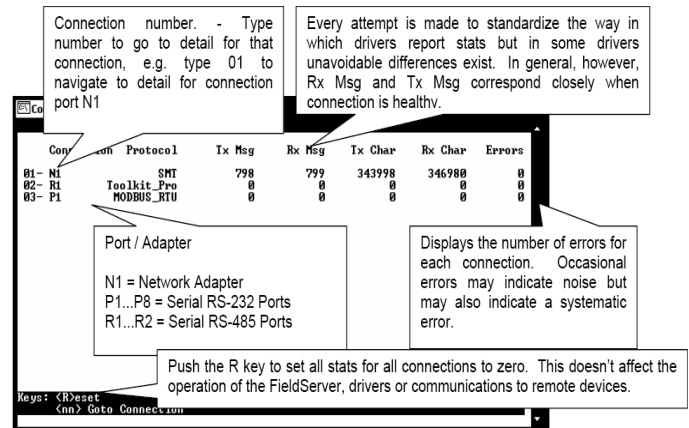 Connection number. - Type
number to go to detail for that
connection, e.g. type 01 to
navigate to detail for connection
port N1
Every attempt is made to standardize the way in
which drivers report stats but in some drivers
unavoidable differences exist. In general, however,
Rx Msg and Tx Msg correspond closely when
connection is healthy.
Co
Conn on Protocol Tx Msg Rx Msg Tx Char Rx Char Errors
01- N1 SMT 798 799 343998 346980 0
02- R1 Toolkit_Pro 0 0 0 0 0
03- P1 MODBUS_RTU 0 0 0 0 0
Port / Adapter
N1 = Network Adapter
P1...P8 = Serial RS-232 Ports
R1...R2 = Serial RS-485 Ports
Displays the number of errors for
each connection. Occasional
errors may indicate noise but
may also indicate a systematic
error.
Push the R key to set all stats for all connections to zero. This doesn't affect the
operation of the FieldServer, drivers or communications to remote devices.
Keys: <R>eset
<nn> Goto Connection